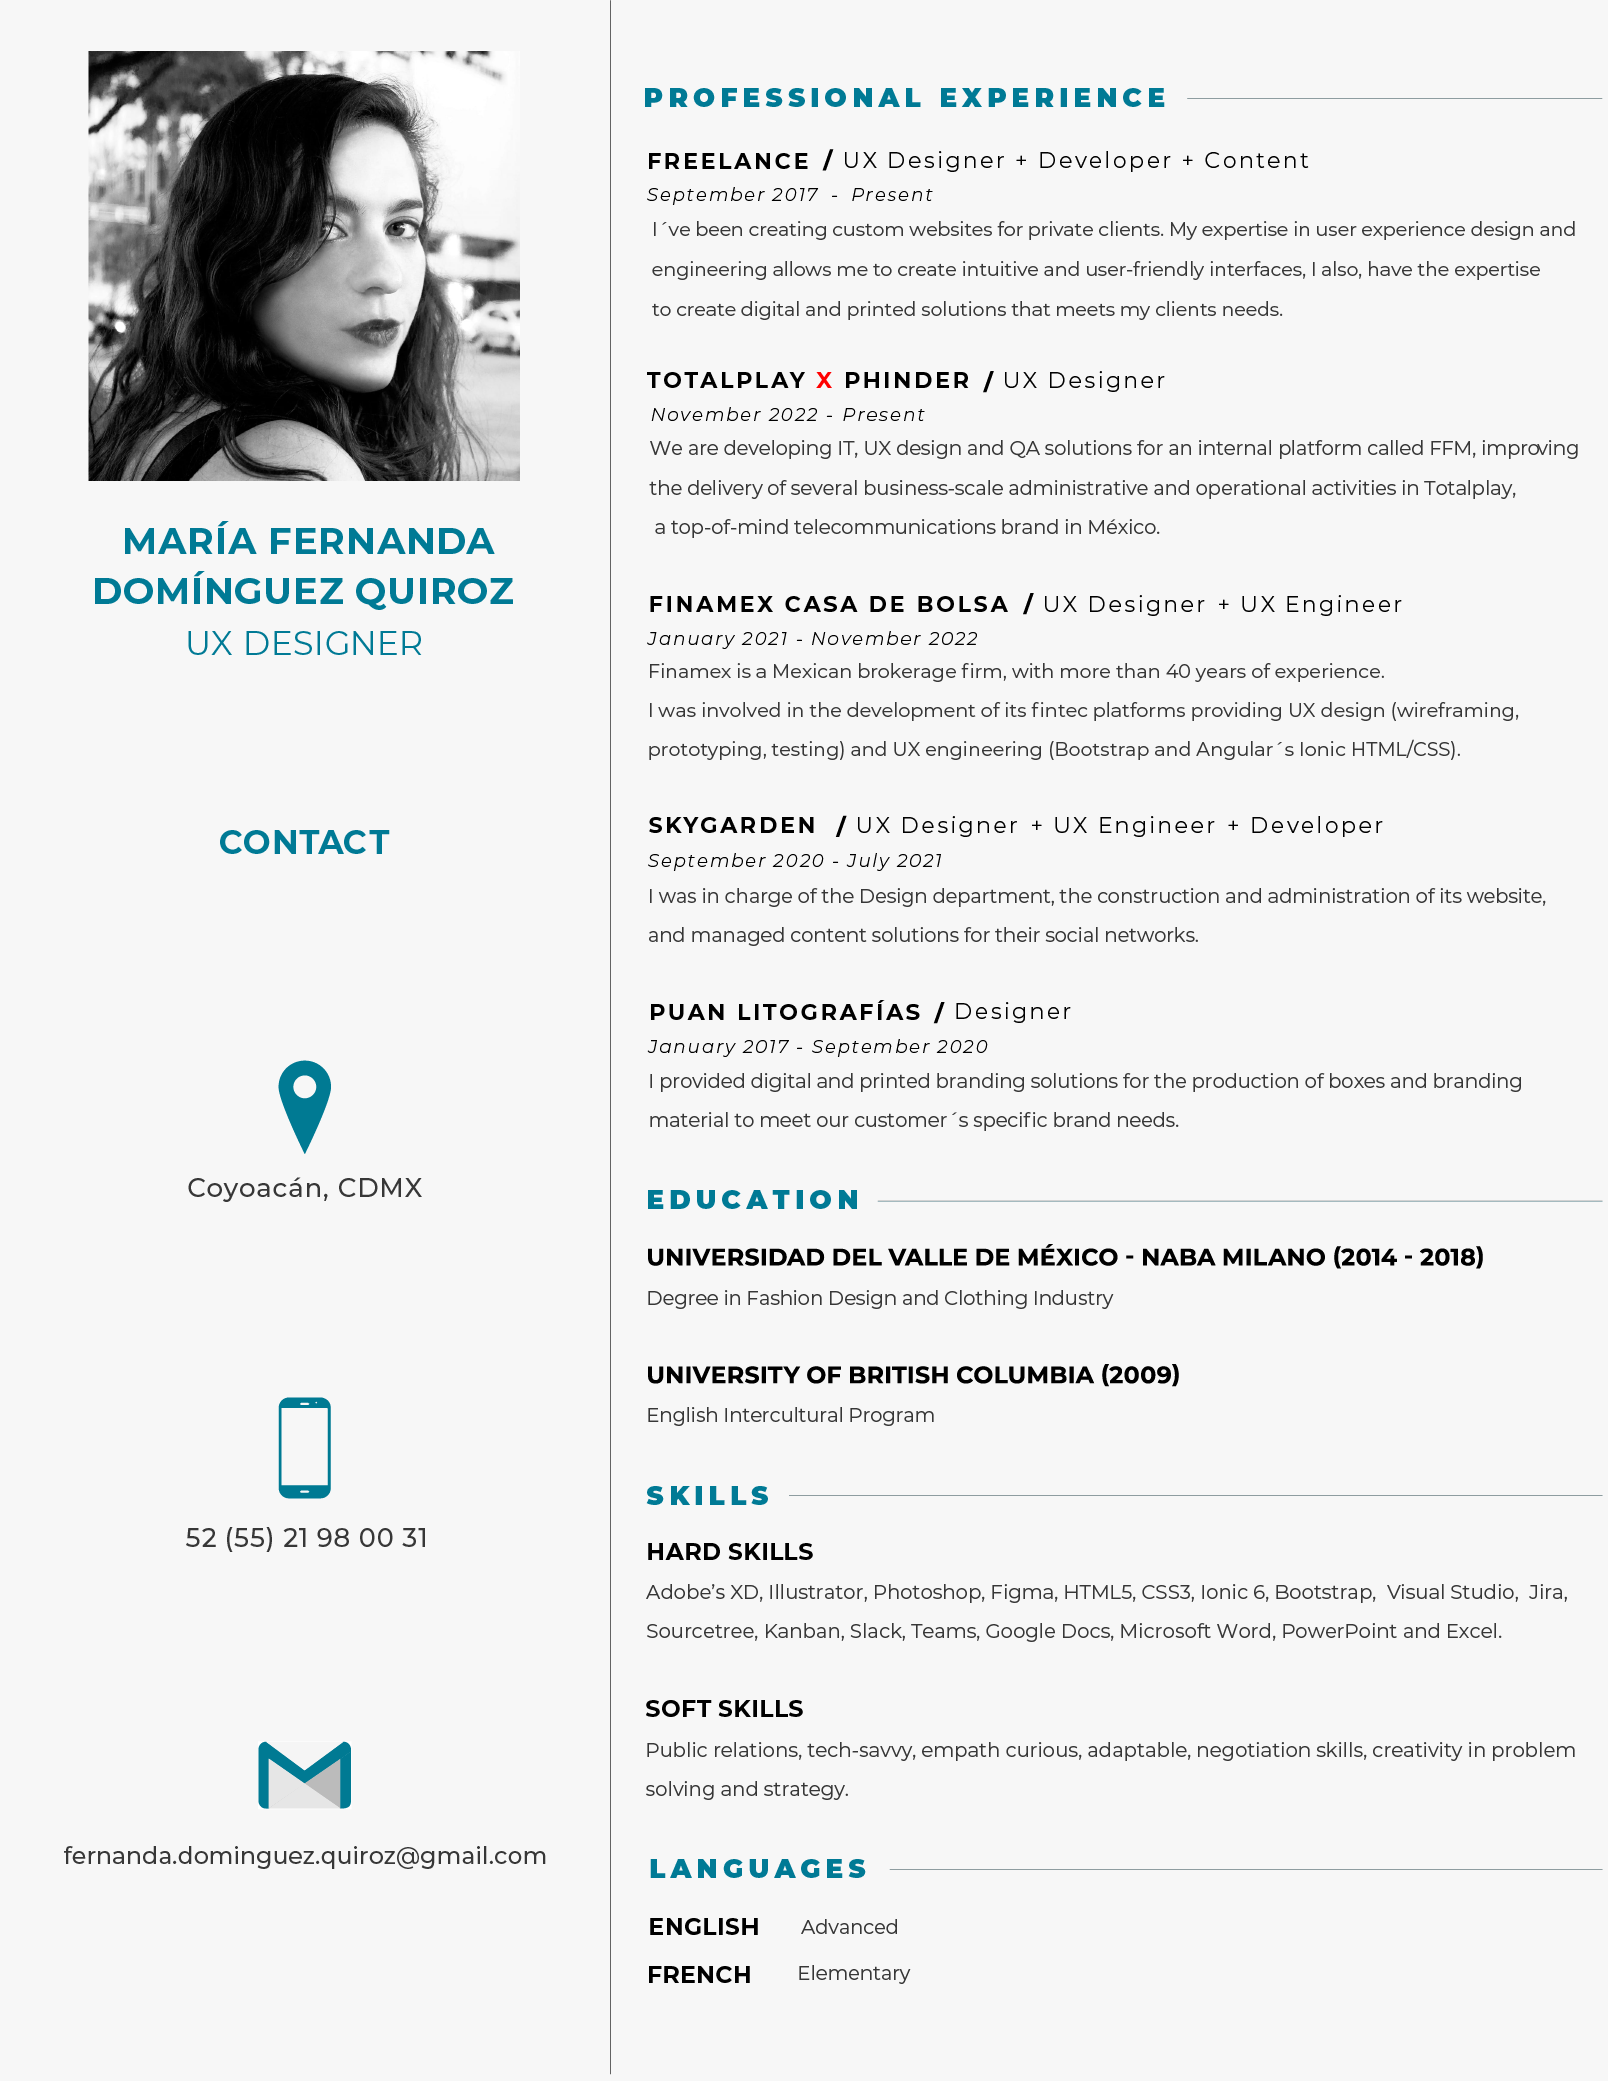 MARÍA FERNANDA
DOMÍNGUEZ QUIROZ
UX DESIGNER
CONTACT
Coyoacán, CDMX
52 (55) 21 98 00 31
fernanda.dominguez.quiroz@gmail.com
PROFESSIONAL EXPERIENCE
FREELANCE / UX Designer + Developer + Content
September 2017 - Present
I´ve been creating custom websites for private clients. My expertise in user experience design and
engineering allows me to create intuitive and user-friendly interfaces, I also, have the expertise
to create digital and printed solutions that meets my clients needs.
TOTALPLAY X PHINDER / UX Designer
November 2022 - Present
We are developing IT, UX design and QA solutions for an internal platform called FFM, improving
the delivery of several business-scale administrative and operational activities in Totalplay,
a top-of-mind telecommunications brand in México.
FINAMEX CASA DE BOLSA / UX Designer + UX Engineer
January 2021 - November 2022
Finamex is a Mexican brokerage firm, with more than 40 years of experience.
I was involved in the development of its fintec platforms providing UX design (wireframing,
prototyping, testing) and UX engineering (Bootstrap and Angular´s Ionic HTML/CSS).
SKYGARDEN / UX Designer + UX Engineer + Developer
September 2020 - July 2021
I was in charge of the Design department, the construction and administration of its website,
and managed content solutions for their social networks.
PUAN LITOGRAFÍAS / Designer
January 2017 - September 2020
I provided digital and printed branding solutions for the production of boxes and branding
material to meet our customer´s specific brand needs.
EDUCATION
UNIVERSIDAD DEL VALLE DE MÉXICO - NABA MILANO (2014 - 2018)
Degree in Fashion Design and Clothing Industry
UNIVERSITY OF BRITISH COLUMBIA (2009)
English Intercultural Program
SKILLS
HARD SKILLS
Adobe’s XD, Illustrator, Photoshop, Figma, HTML5, CSS3, Ionic 6, Bootstrap, Visual Studio, Jira,
Sourcetree, Kanban, Slack, Teams, Google Docs, Microsoft Word, PowerPoint and Excel.
SOFT SKILLS
Public relations, tech-savvy, empath curious, adaptable, negotiation skills, creativity in problem
solving and strategy.
LANGUAGES
ENGLISH Advanced
FRENCH Elementary